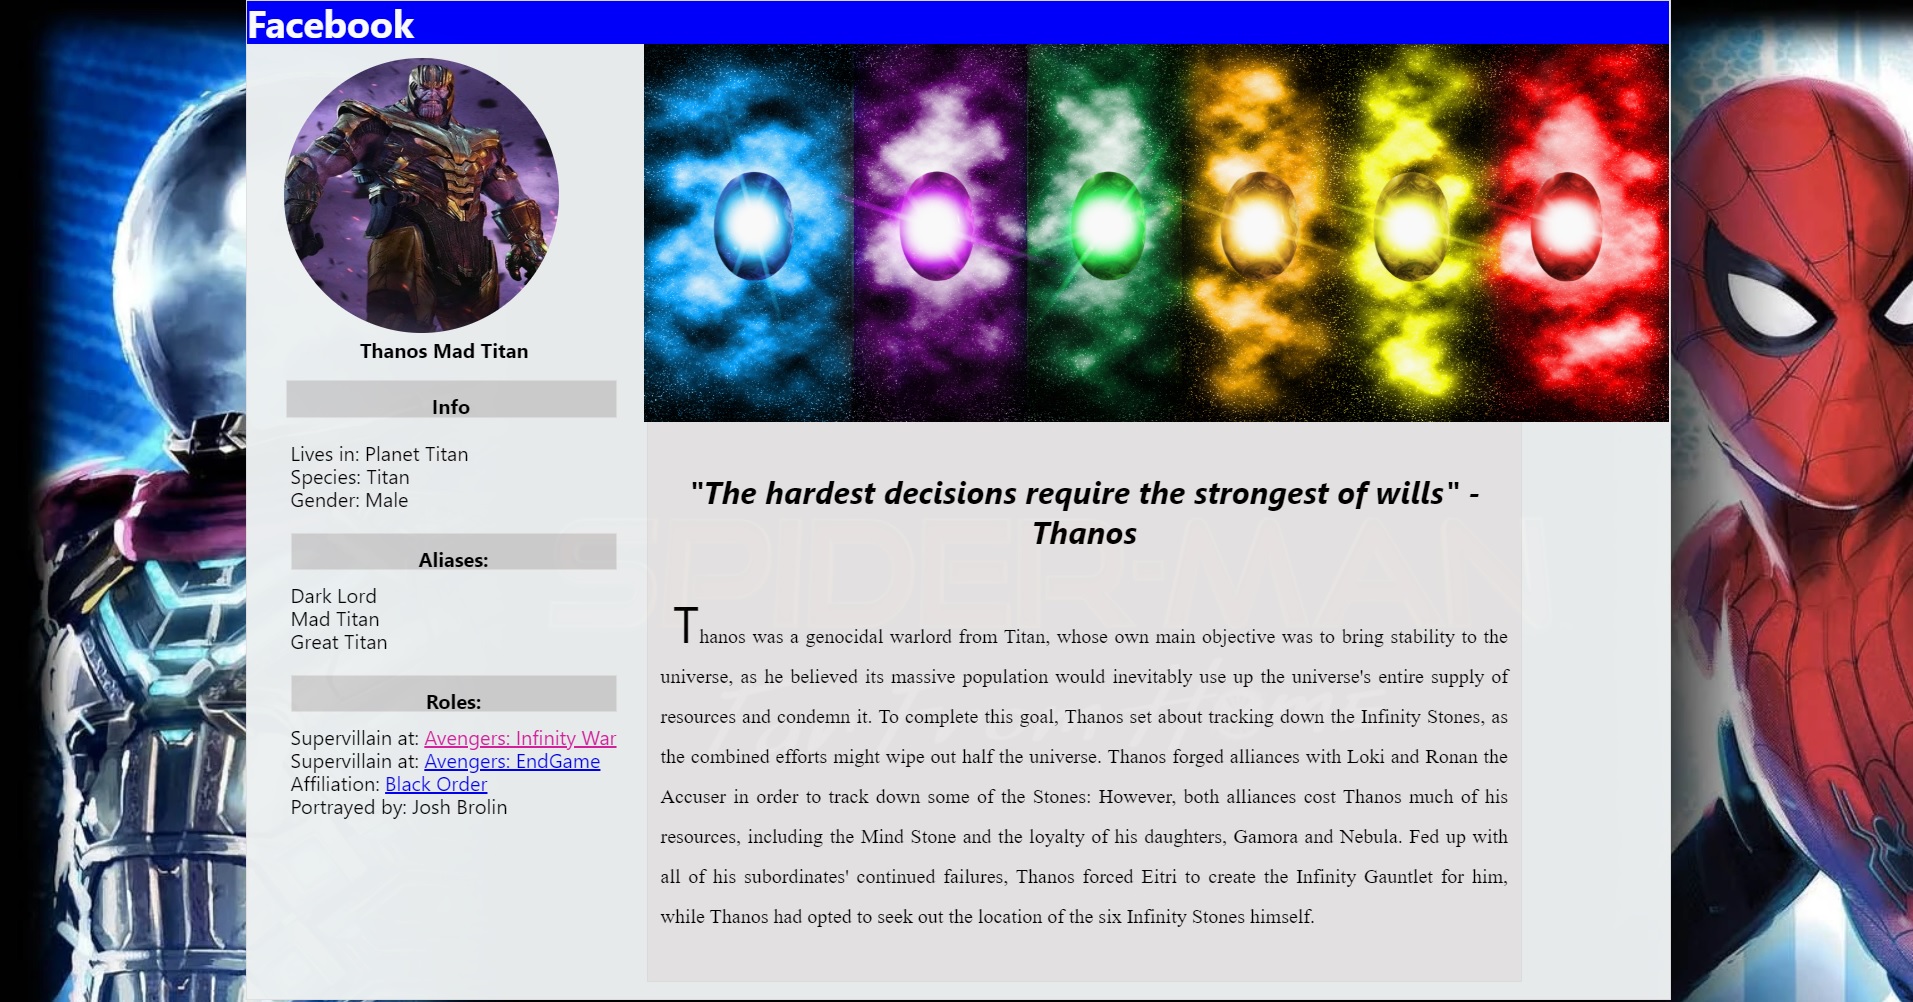 Facebook
Thanos Mad Titan
Info
Lives in: Planet Titan
Species: Titan
Gender: Male
Aliases:
Dark Lord
Mad Titan
Great Titan
Roles:
Supervillain at: Avengers: Infinity War
Supervillain at: Avengers: EndGame
Affiliation: Black Order
Portrayed by: Josh Brolin
"The hardest decisions require the strongest of wills" -
Thanos
Thanos was a genocidal warlord from Titan, whose own main objective was to bring stability to the
universe, as he believed its massive population would inevitably use up the universe's entire supply of
resources and condemn it. To complete this goal, Thanos set about tracking down the Infinity Stones, as
the combined efforts might wipe out half the universe. Thanos forged alliances with Loki and Ronan the
Accuser in order to track down some of the Stones: However, both alliances cost Thanos much of his
resources, including the Mind Stone and the loyalty of his daughters, Gamora and Nebula. Fed up with
all of his subordinates' continued failures, Thanos forced Eitri to create the Infinity Gauntlet for him,
while Thanos had opted to seek out the location of the six Infinity Stones himself.
SPIDER-MAN
Far From Home